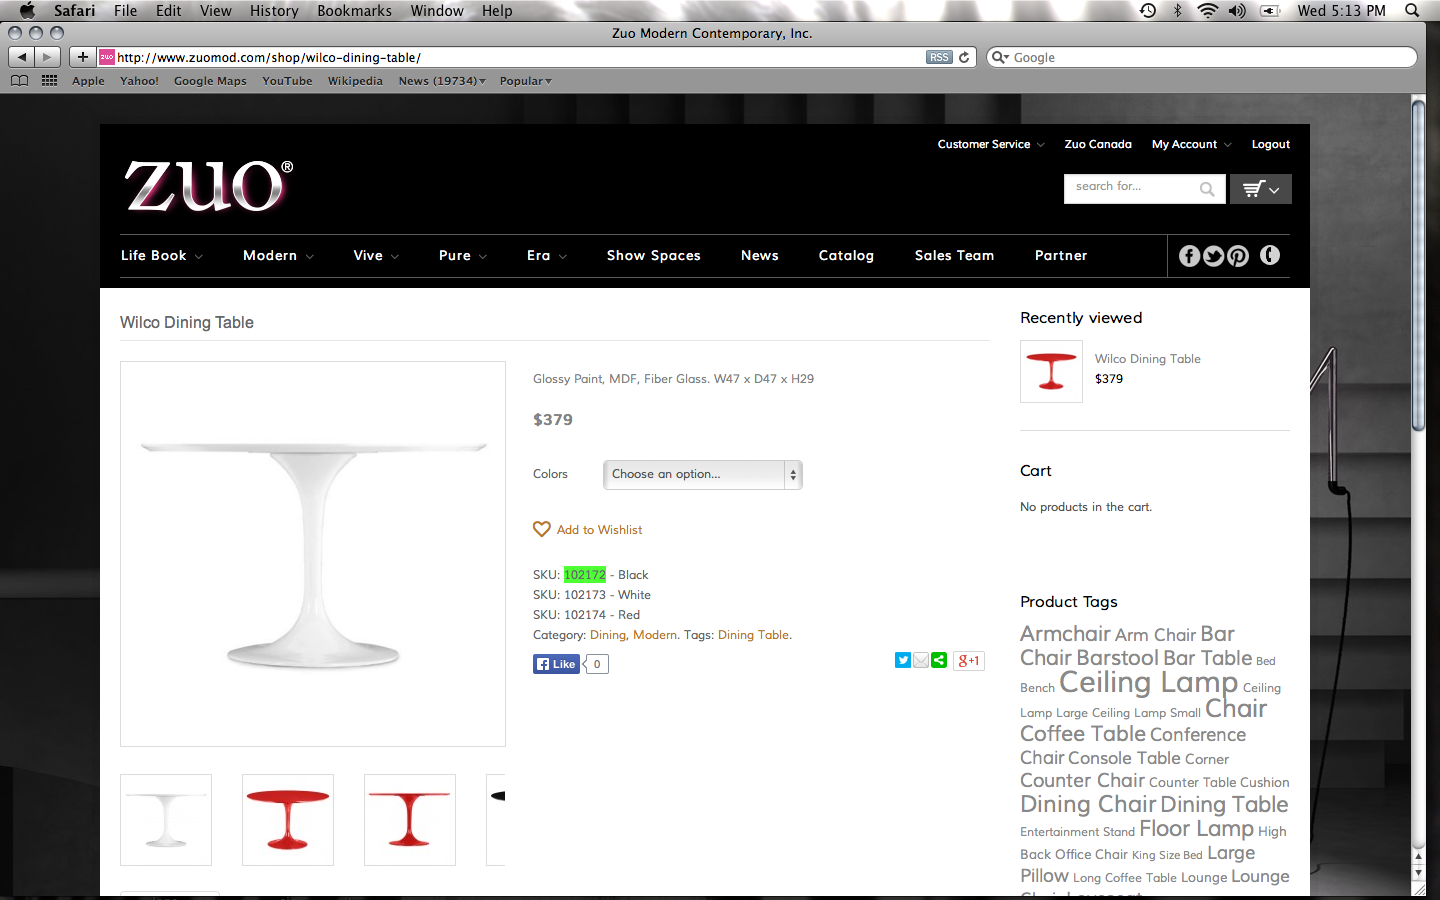 Safari File Edit View History Bookmarks Window Help Wed 5:13 PM
Zuo Modern Contemporary, Inc.
zuo http://www.zuomod.com/shop/wilco-dining-table/ RSS Google
Apple Yahoo! Google Maps YouTube Wikipedia News (19734) Popular
Customer Service Zuo Canada My Account Logout
zuo®
search for...
Life Book Modern Vive Pure Era Show Spaces News Catalog Sales Team Partner
Wilco Dining Table
Glossy Paint, MDF, Fiber Glass. W47 x D47 x H29
$379
Colors Choose an option...
Add to Wishlist
SKU: 102172 - Black
SKU: 102173 - White
SKU: 102174 - Red
Category: Dining, Modern. Tags: Dining Table.
Like 0
g+1
Recently viewed
Wilco Dining Table
$379
Cart
No products in the cart.
Product Tags
Armchair Arm Chair Bar
Chair Barstool Bar Table Bed
Bench Ceiling Lamp Ceiling
Lamp Large Ceiling Lamp Small Chair
Coffee Table Conference
Chair Console Table Corner
Counter Chair Counter Table Cushion
Dining Chair Dining Table
Entertainment Stand Floor Lamp High
Back Office Chair King Size Bed Large
Pillow Long Coffee Table Lounge Lounge
Chair Loveseat